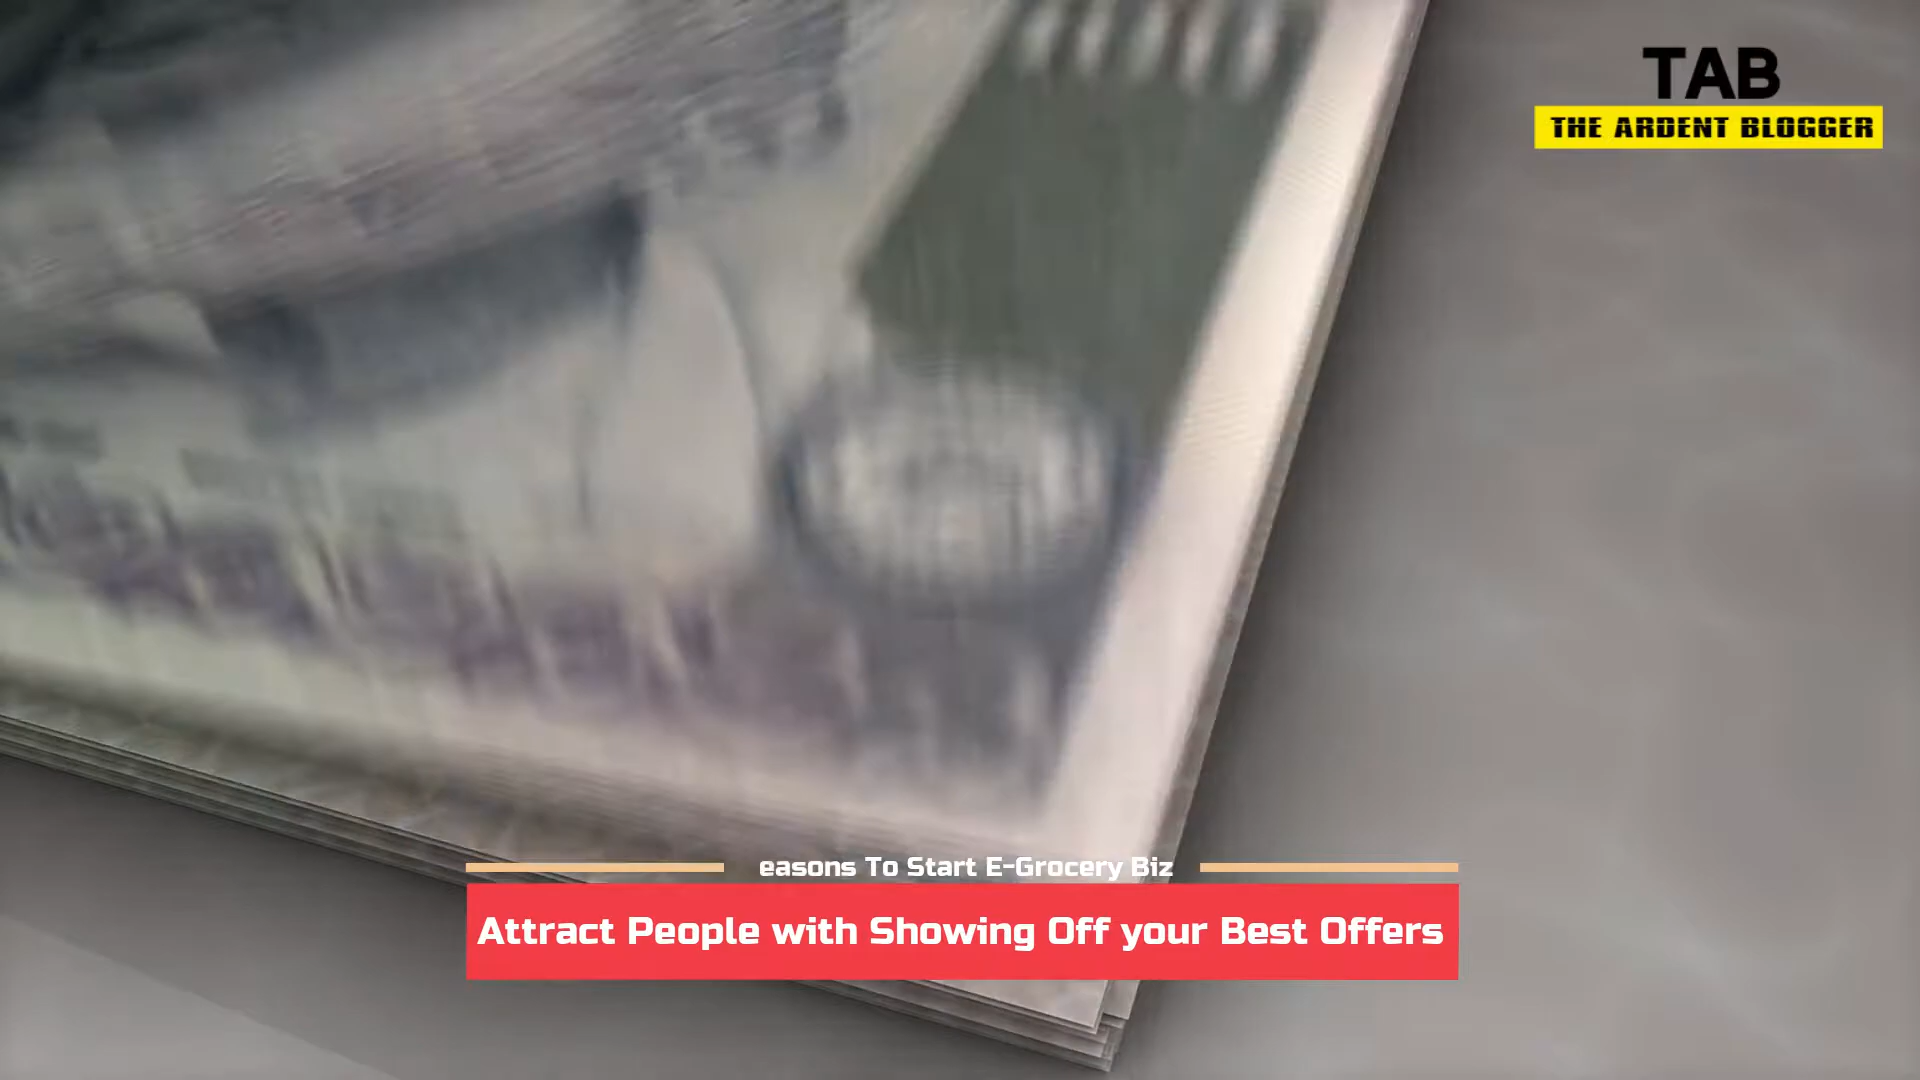 TAB
THE ARDENT BLOGGER
easons To Start E-Grocery Biz
Attract People with Showing Off your Best Offers